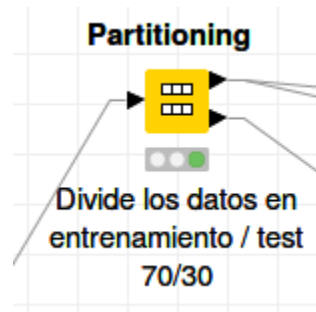 Partitioning
Divide los datos en
entrenamiento / test
70/30